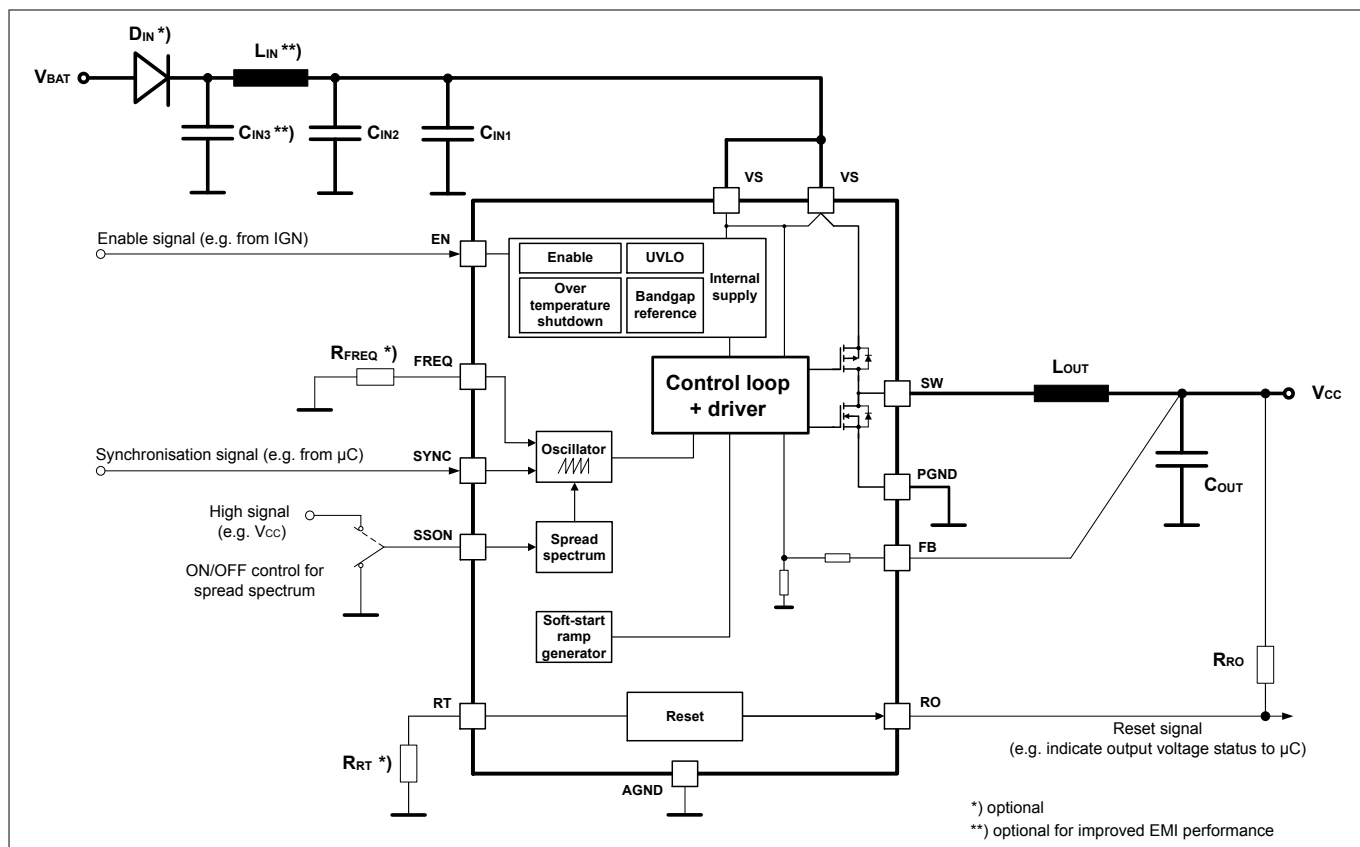 DIN *)
LIN **)
VBAT
CIN3 **)
CIN2
CIN1
VS
VS
Enable signal (e.g. from IGN)
EN
Enable
UVLO
Internal
supply
Over
temperature
shutdown
Bandgap
reference
RFREQ *)
FREQ
Control loop
+ driver
SW
LOUT
VCC
Synchronisation signal (e.g. from µC)
SYNC
Oscillator
PGND
COUT
High signal
(e.g. VCC)
SSON
Spread
spectrum
FB
ON/OFF control for
spread spectrum
Soft-start
ramp
generator
RRO
RT
Reset
RO
Reset signal
(e.g. indicate output voltage status to µC)
RRT *)
AGND
*) optional
**) optional for improved EMI performance